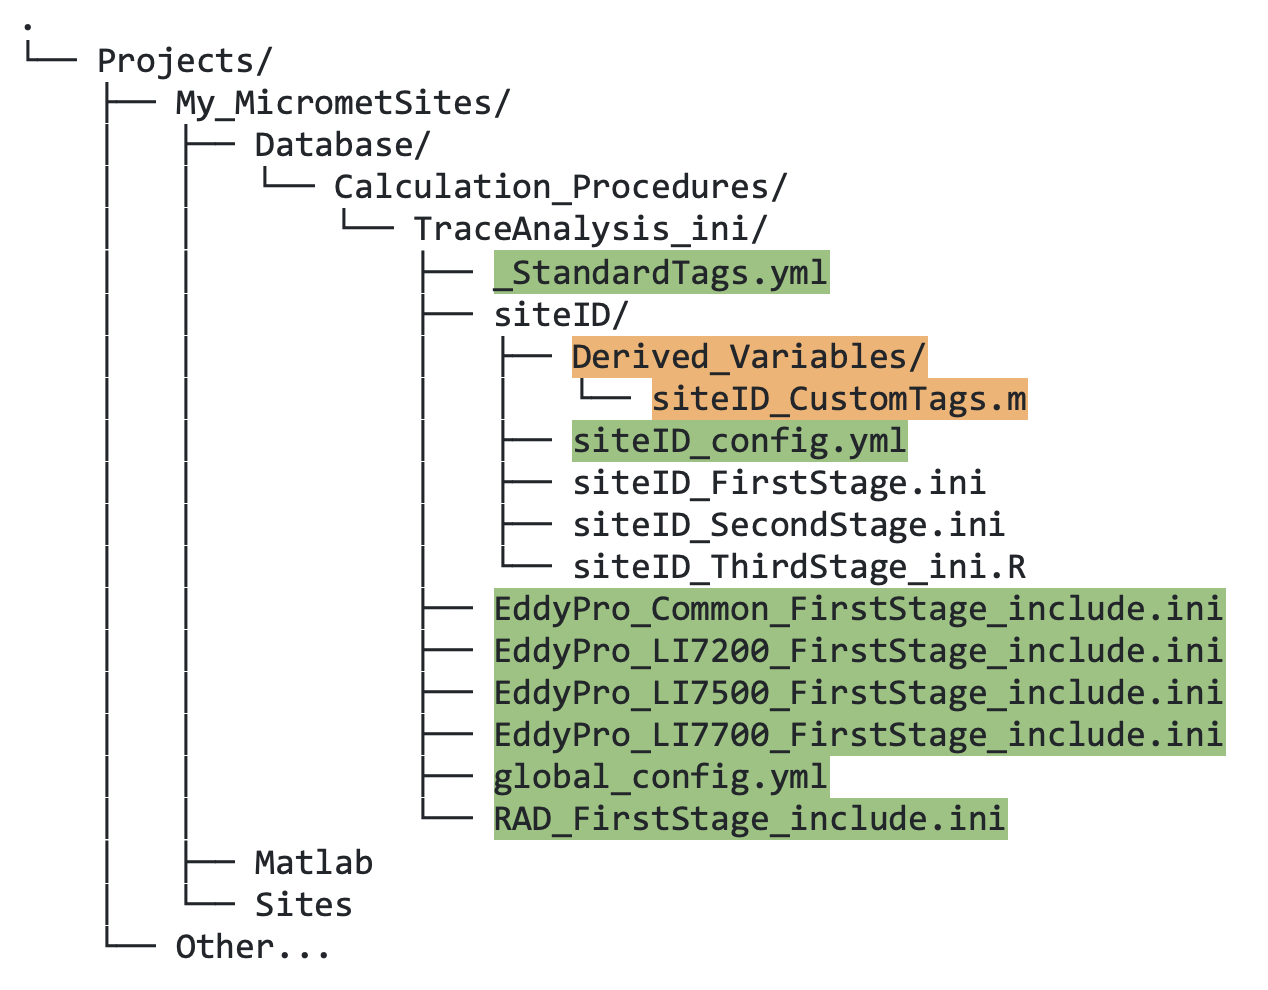 .
└── Projects/
    ├── My_MicrometSites/
    │   ├── Database/
    │   │   └── Calculation_Procedures/
    │   │       └── TraceAnalysis_ini/
    │   │           ├── _StandardTags.yml
    │   │           ├── siteID/
    │   │           │   ├── Derived_Variables/
    │   │           │   │   └── siteID_CustomTags.m
    │   │           │   ├── siteID_config.yml
    │   │           │   ├── siteID_FirstStage.ini
    │   │           │   ├── siteID_SecondStage.ini
    │   │           │   └── siteID_ThirdStage_ini.R
    │   │           ├── EddyPro_Common_FirstStage_include.ini
    │   │           ├── EddyPro_LI7200_FirstStage_include.ini
    │   │           ├── EddyPro_LI7500_FirstStage_include.ini
    │   │           ├── EddyPro_LI7700_FirstStage_include.ini
    │   │           ├── global_config.yml
    │   │           └── RAD_FirstStage_include.ini
    │   ├── Matlab
    │   └── Sites
    └── Other...